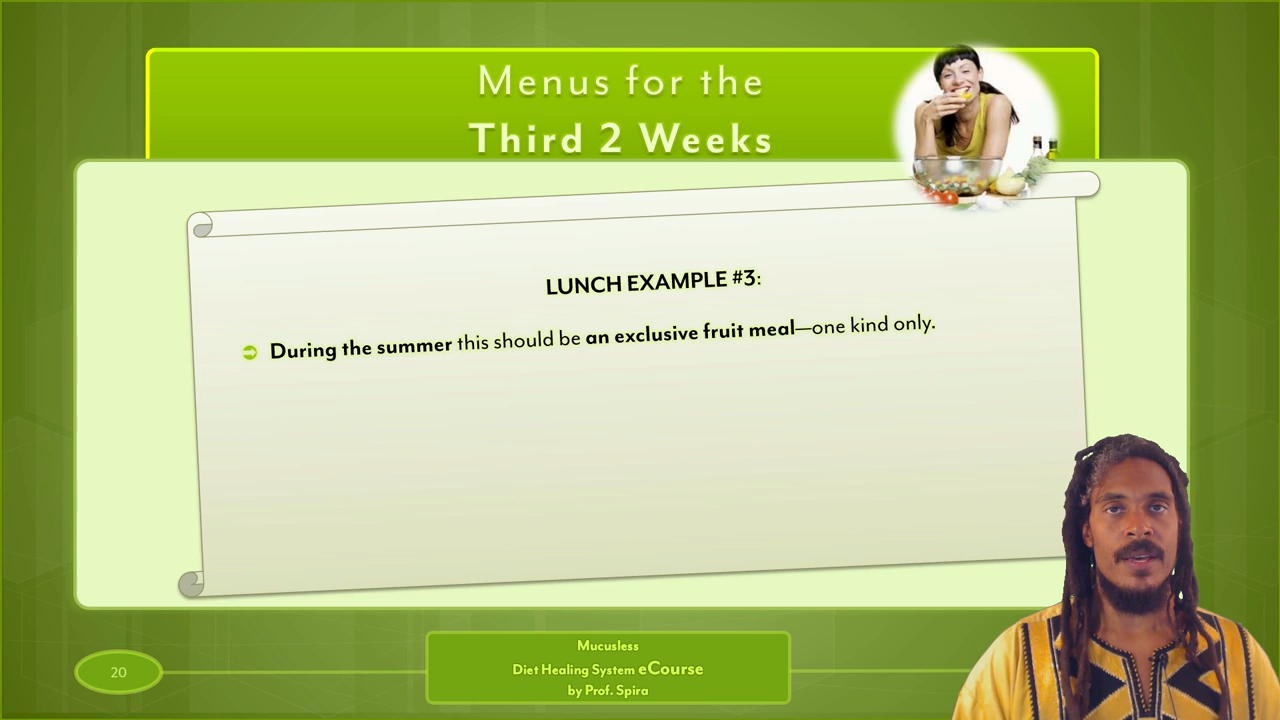 Menus for the
Third 2 Weeks
LUNCH EXAMPLE #3:
During the summer this should be an exclusive fruit meal—one kind only.
20
Mucusless
Diet Healing System eCourse
by Prof. Spira